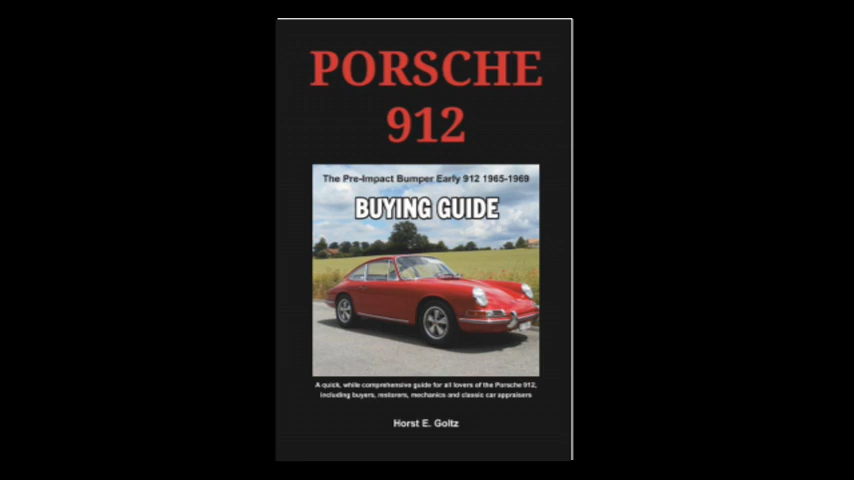 PORSCHE
912
The Pre-Impact Bumper Early 912 1965-1969
BUYING GUIDE
A quick, while comprehensive guide for all lovers of the Porsche 912,
including buyers, restorers, mechanics and classic car appraisers
Horst E. Goltz